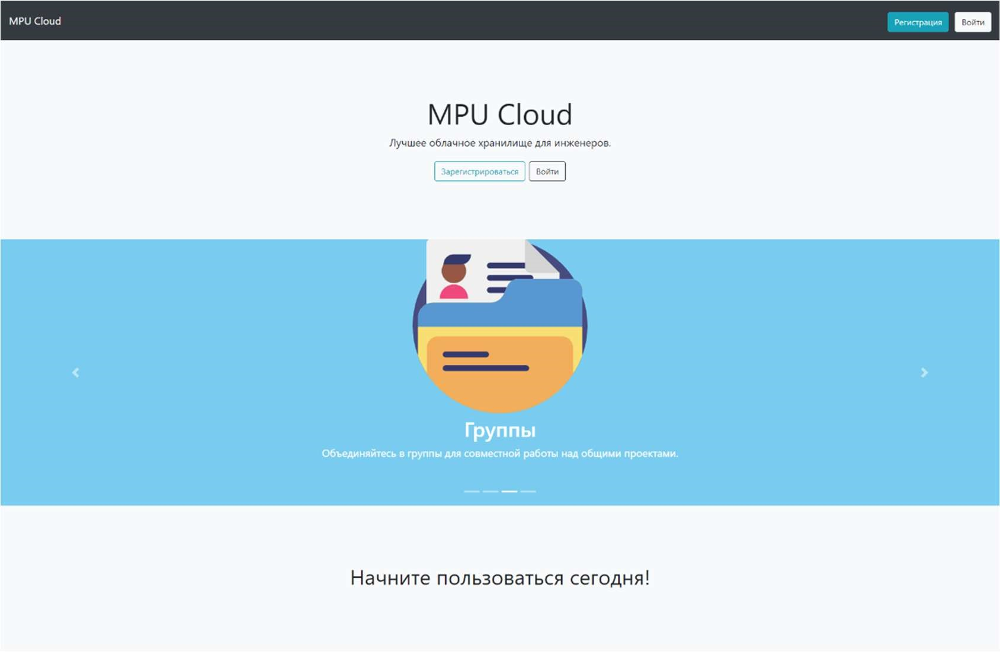 MPU Cloud
Регистрация
Войти
MPU Cloud
Лучшее облачное хранилище для инженеров.
Зарегистрироваться
Войти
Группы
Объединяйтесь в группы для совместной работы над общими проектами.
Начните пользоваться сегодня!